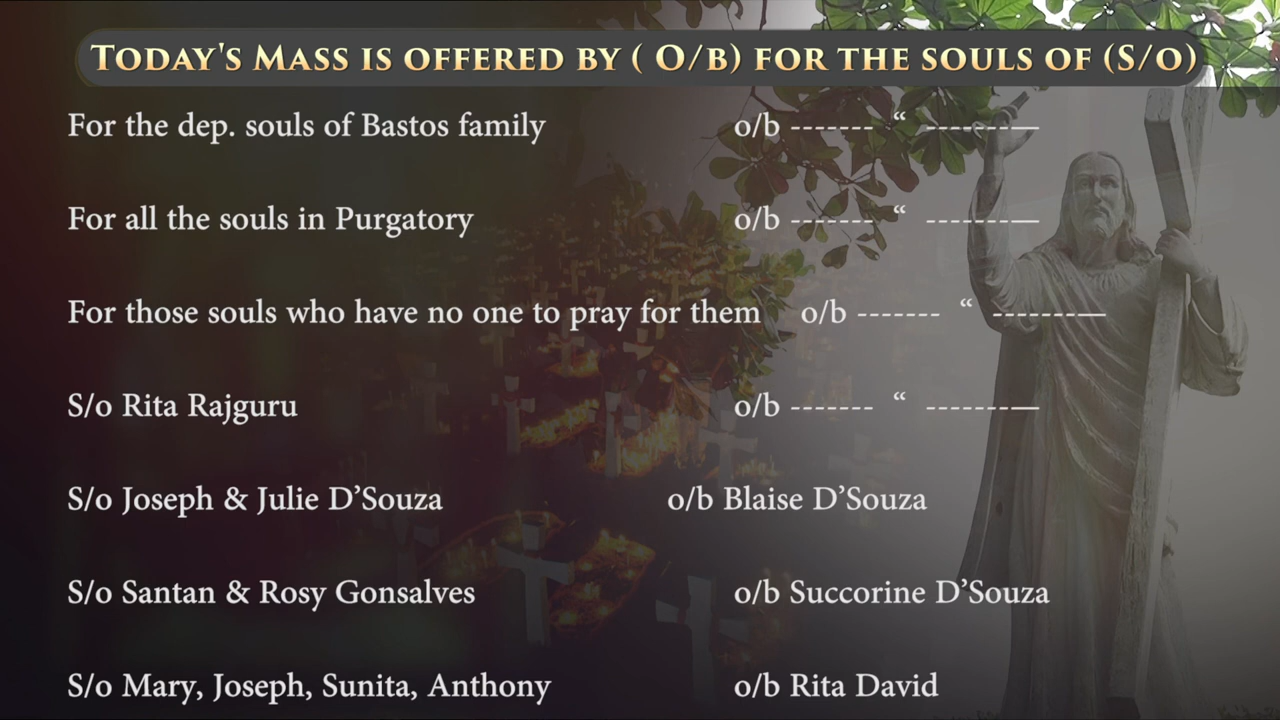 TODAY'S MASS IS OFFERED BY ( O/B) FOR THE SOULS OF (S/O)
For the dep. souls of Bastos family o/b ------- “ ---------—
For all the souls in Purgatory o/b ------- “ ---------—
For those souls who have no one to pray for them o/b ------- “ ---------—
S/o Rita Rajguru o/b ------- “ ---------—
S/o Joseph & Julie D’Souza o/b Blaise D’Souza
S/o Santan & Rosy Gonsalves o/b Succorine D’Souza
S/o Mary, Joseph, Sunita, Anthony o/b Rita David